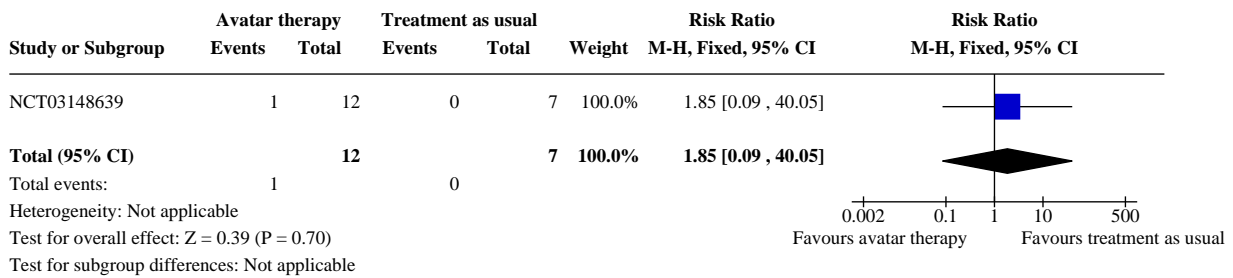 Avatar therapy Treatment as usual Risk Ratio Risk Ratio
Study or Subgroup Events Total Events Total Weight M-H, Fixed, 95% CI M-H, Fixed, 95% CI
NCT03148639 1 12 0 7 100.0% 1.85 [0.09 , 40.05]
Total (95% CI) 12 7 100.0% 1.85 [0.09 , 40.05]
Total events: 1 0
Heterogeneity: Not applicable
0.002 0.1 1 10 500
Test for overall effect: Z = 0.39 (P = 0.70) Favours avatar therapy Favours treatment as usual
Test for subgroup differences: Not applicable